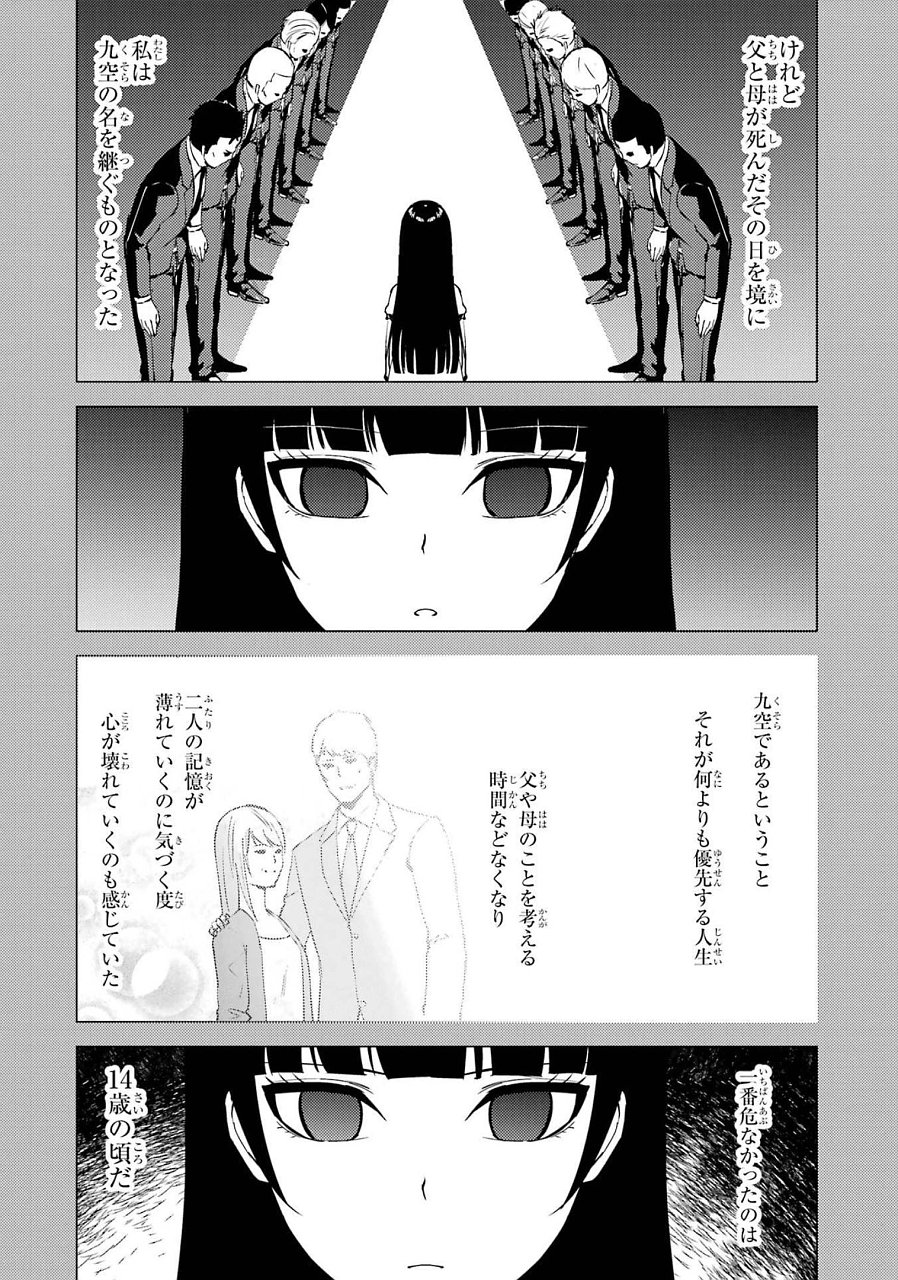 けれど
父と母が死んだその日を境に
私は
九空の名を継ぐものとなった
九空であるということ
それが何よりも優先する人生
父や母のことを考える
時間などなくなり
二人の記憶が
薄れていくのに気づく度
心が壊れていくのも感じていた
一番危なかったのは
14歳の頃だ